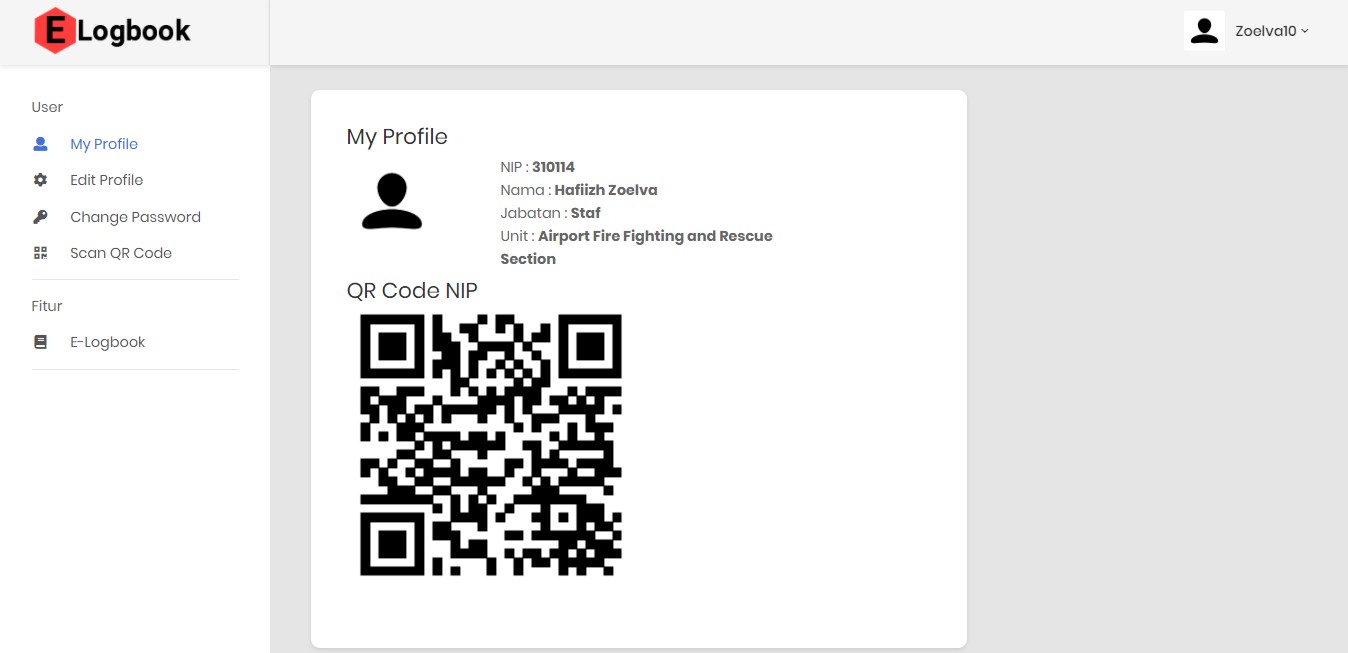 E Logbook
Zoelva10
User
My Profile
Edit Profile
Change Password
Scan QR Code
Fitur
E-Logbook
My Profile
NIP : 310114
Nama : Hafiizh Zoelva
Jabatan : Staf
Unit : Airport Fire Fighting and Rescue
Section
QR Code NIP